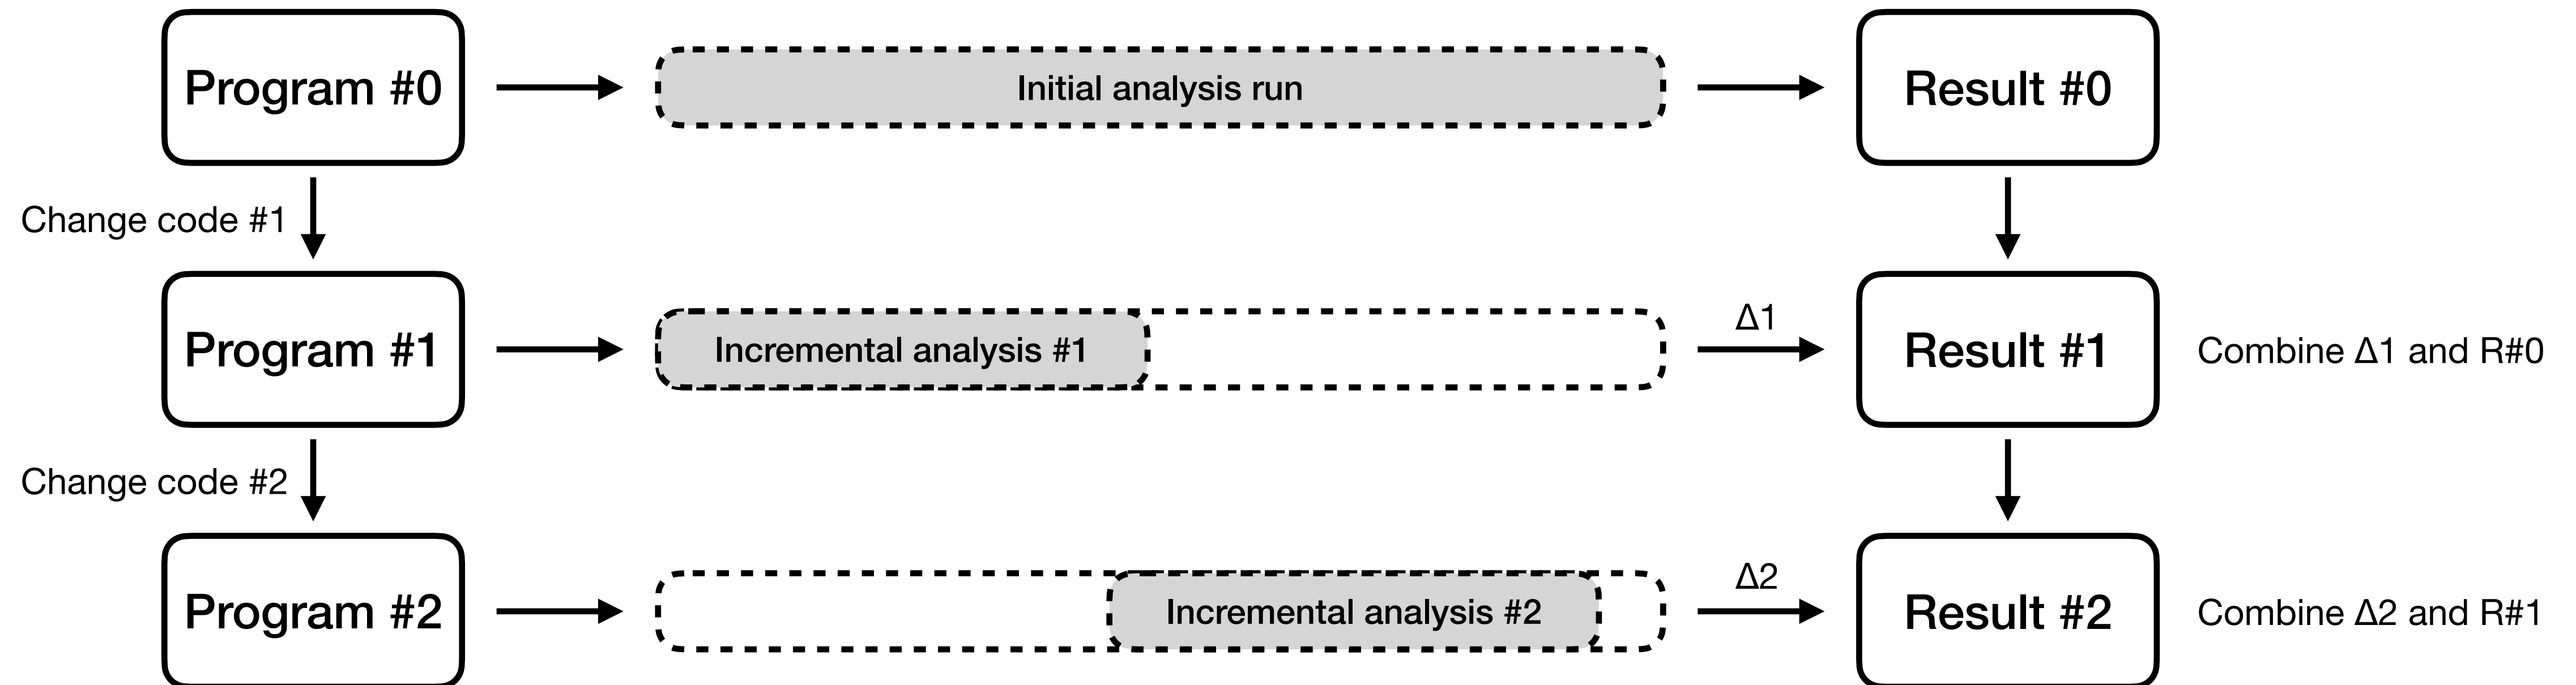 Program #0
Initial analysis run
Result #0
Change code #1
Program #1
Incremental analysis #1
Δ1
Result #1
Combine Δ1 and R#0
Change code #2
Program #2
Incremental analysis #2
Δ2
Result #2
Combine Δ2 and R#1